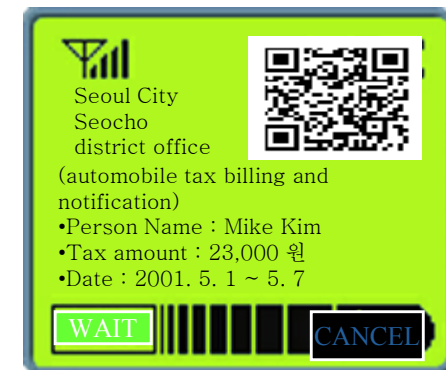 Seoul City
Seocho
district office
(automobile tax billing and
notification)
•Person Name : Mike Kim
•Tax amount : 23,000 원
•Date : 2001. 5. 1 ~ 5. 7
WAIT
CANCEL